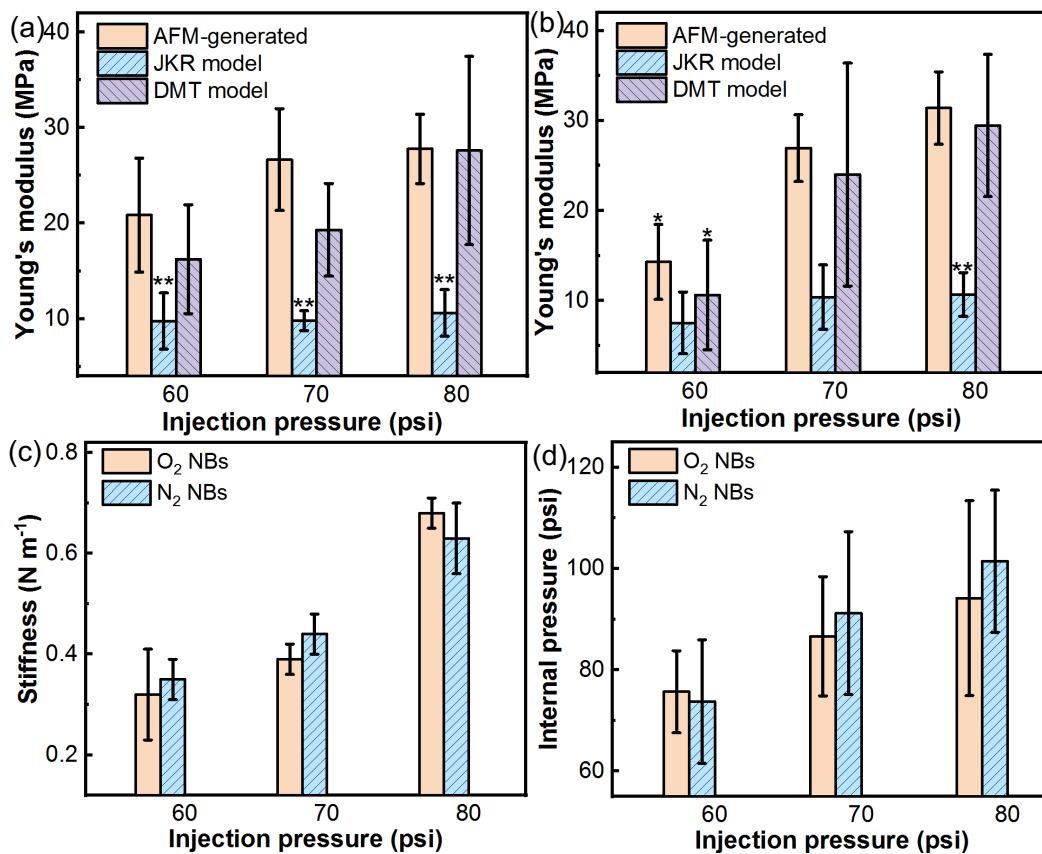 (a)
AFM-generated
JKR model
DMT model
Young's modulus (MPa)
40
30
20
10
**
**
**
60
70
80
Injection pressure (psi)
(b)
AFM-generated
JKR model
DMT model
Young's modulus (MPa)
40
30
20
10
*
*
**
60
70
80
Injection pressure (psi)
(c)
O₂ NBs
N₂ NBs
Stiffness (N m⁻¹)
0.8
0.6
0.4
0.2
60
70
80
Injection pressure (psi)
(d)
O₂ NBs
N₂ NBs
Internal pressure (psi)
120
100
80
60
60
70
80
Injection pressure (psi)